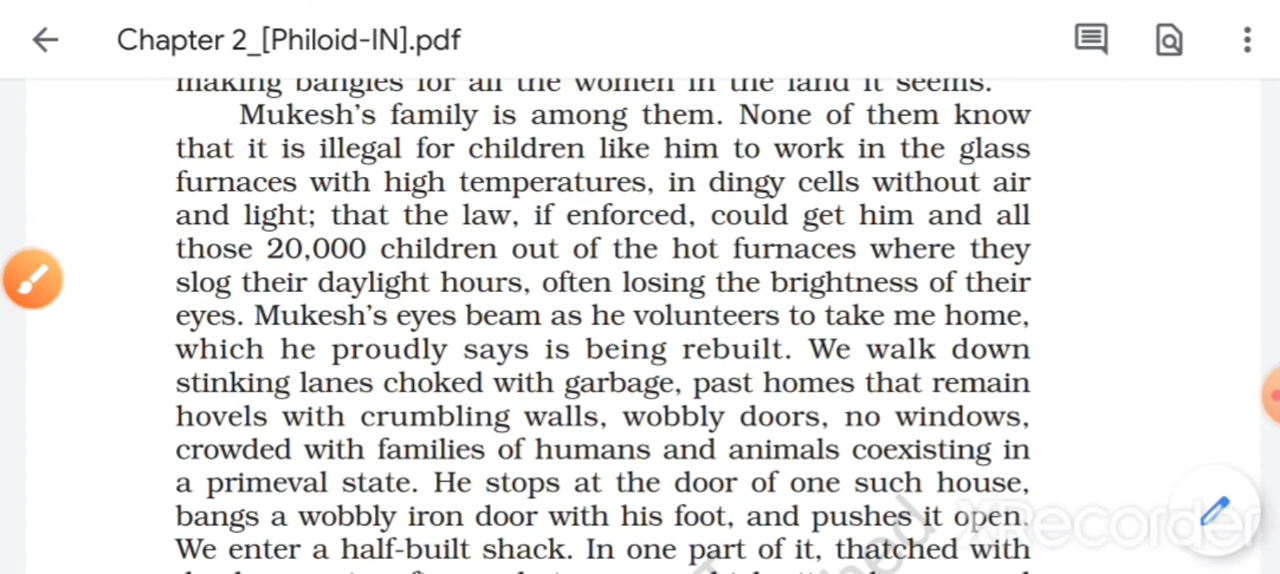 Chapter 2_[Philoid-IN].pdf
making bangles for all the women in the land it seems.
Mukesh's family is among them. None of them know
that it is illegal for children like him to work in the glass
furnaces with high temperatures, in dingy cells without air
and light; that the law, if enforced, could get him and all
those 20,000 children out of the hot furnaces where they
slog their daylight hours, often losing the brightness of their
eyes. Mukesh's eyes beam as he volunteers to take me home,
which he proudly says is being rebuilt. We walk down
stinking lanes choked with garbage, past homes that remain
hovels with crumbling walls, wobbly doors, no windows,
crowded with families of humans and animals coexisting in
a primeval state. He stops at the door of one such house,
bangs a wobbly iron door with his foot, and pushes it open.
We enter a half-built shack. In one part of it, thatched with
XRecorder